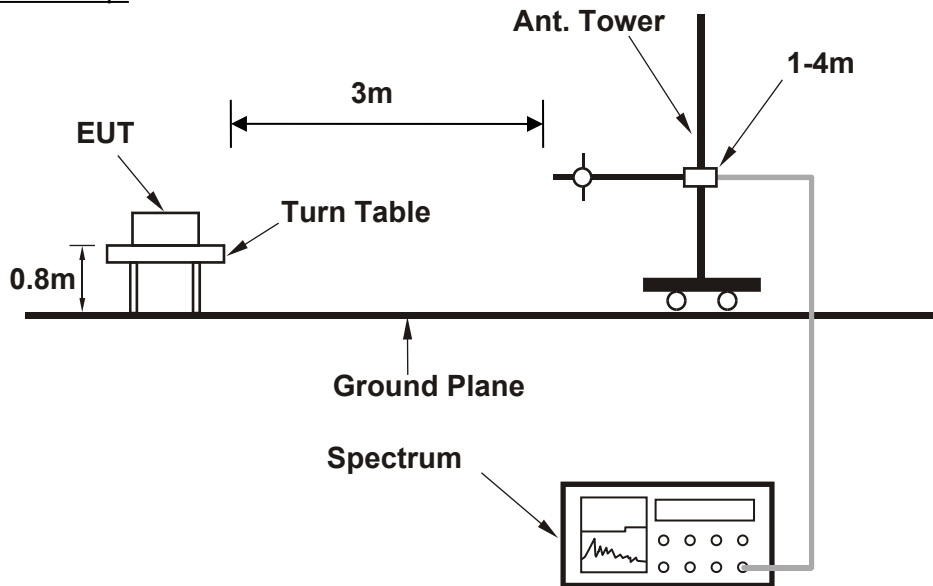 Ant. Tower
1-4m
3m
EUT
Turn Table
0.8m
Ground Plane
Spectrum